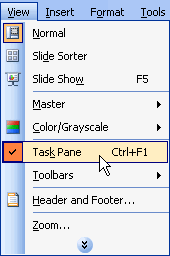 View Insert Format Tools
Normal
Slide Sorter
Slide Show F5
Master
Color/Grayscale
Task Pane Ctrl+F1
Toolbars
Header and Footer...
Zoom...